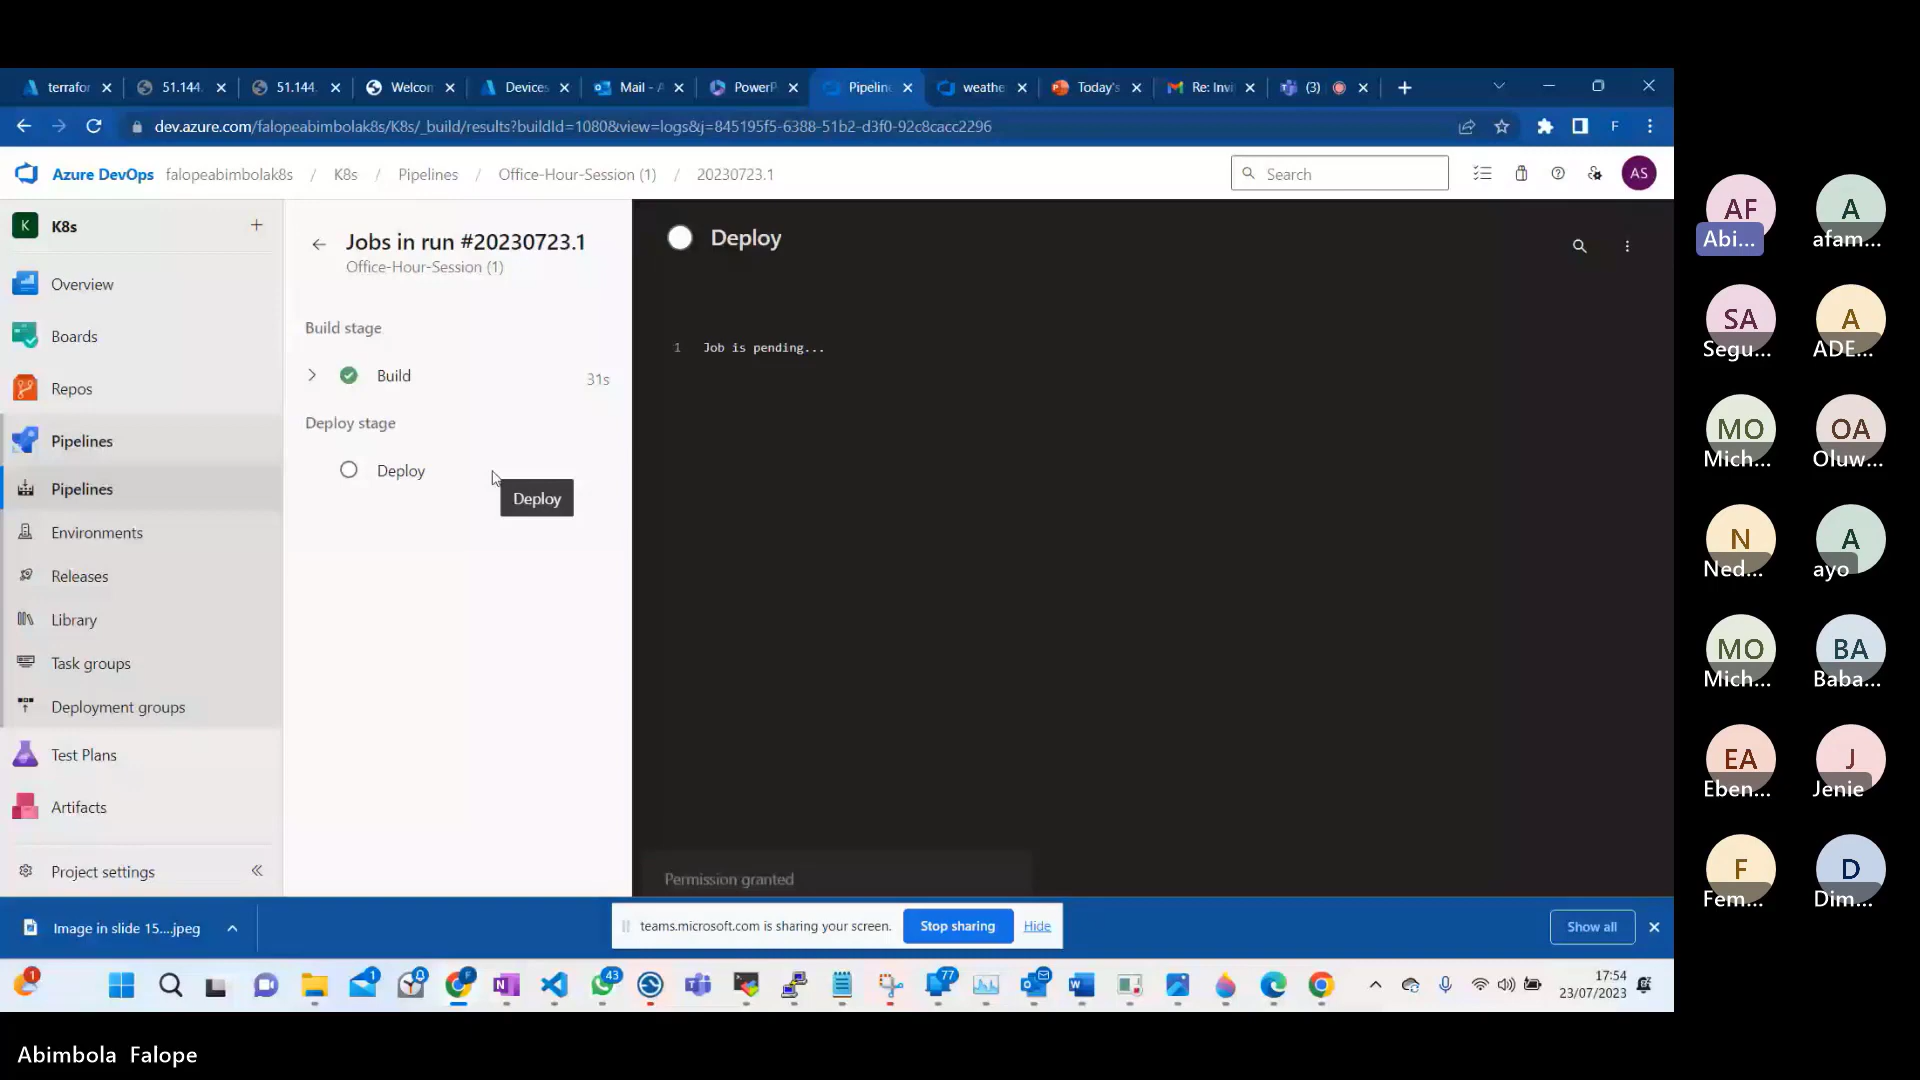 terrafor
51.144.
51.144.
Welcon
Devices
Mail - A
PowerP
Pipeline
weathe
Today's
Re: Invi
(3)
dev.azure.com/falopeabimbolak8s/K8s/_build/results?buildId=1080&view=logs&j=845195f5-6388-51b2-d3f0-92c8cacc2296
F
Azure DevOps falopeabimbolak8s / K8s / Pipelines / Office-Hour-Session (1) / 20230723.1
Search
AS
K K8s
Overview
Boards
Repos
Pipelines
Pipelines
Environments
Releases
Library
Task groups
Deployment groups
Test Plans
Artifacts
Project settings
Jobs in run #20230723.1
Office-Hour-Session (1)
Build stage
Build 31s
Deploy stage
Deploy
Deploy
Deploy
1 Job is pending...
Permission granted
Image in slide 15....jpeg
teams.microsoft.com is sharing your screen.
Stop sharing
Hide
Show all
1
1
F
43
77
17:54
23/07/2023
AF
Abi...
A
afam...
SA
Segu...
A
ADE...
MO
Mich...
OA
Oluw...
N
Ned...
A
ayo
MO
Mich...
BA
Baba...
EA
Eben...
J
Jenie
F
Fem...
D
Dim...
Abimbola Falope